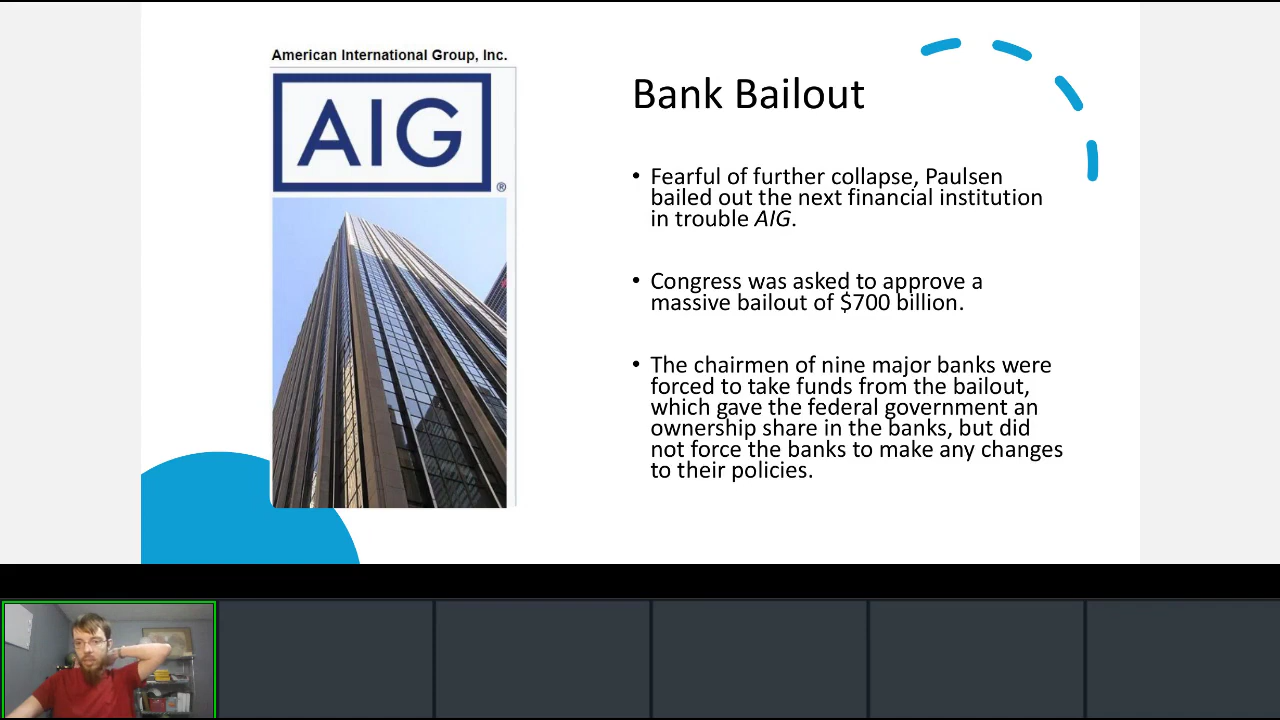 American International Group, Inc.
AIG
®
Bank Bailout
• Fearful of further collapse, Paulsen
bailed out the next financial institution
in trouble AIG.
• Congress was asked to approve a
massive bailout of $700 billion.
• The chairmen of nine major banks were
forced to take funds from the bailout,
which gave the federal government an
ownership share in the banks, but did
not force the banks to make any changes
to their policies.